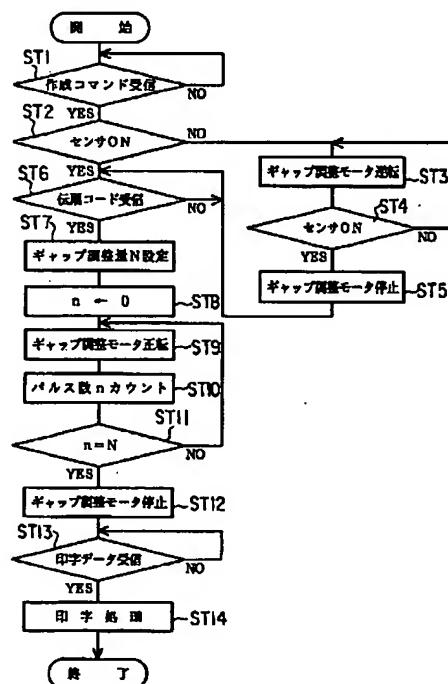 開 始
ST1
作成コマンド受信
NO
YES
ST2
センサON
NO
YES
ST6
伝票コード受信
NO
YES
ST7
ギャップ調整量N設定
n ← 0
ST8
ギャップ調整モータ正転
ST9
パルス数nカウント
ST10
ST11
n=N
NO
YES
ギャップ調整モータ停止
ST12
ST13
印字データ受信
NO
YES
印 字 処 理
ST14
終 了
ギャップ調整モータ逆転
ST3
ST4
センサON
NO
YES
ギャップ調整モータ停止
ST5